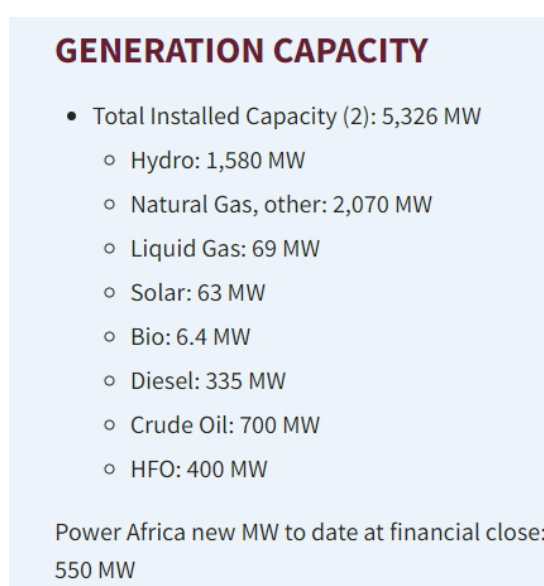 GENERATION CAPACITY
Total Installed Capacity (2): 5,326 MW
Hydro: 1,580 MW
Natural Gas, other: 2,070 MW
Liquid Gas: 69 MW
Solar: 63 MW
Bio: 6.4 MW
Diesel: 335 MW
Crude Oil: 700 MW
HFO: 400 MW
Power Africa new MW to date at financial close:
550 MW